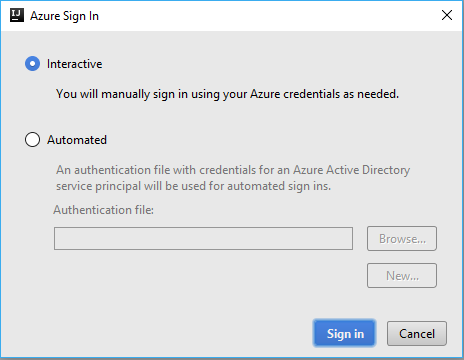 IJ Azure Sign In
Interactive
You will manually sign in using your Azure credentials as needed.
Automated
An authentication file with credentials for an Azure Active Directory
service principal will be used for automated sign ins.
Authentication file:
Browse...
New...
Sign in
Cancel